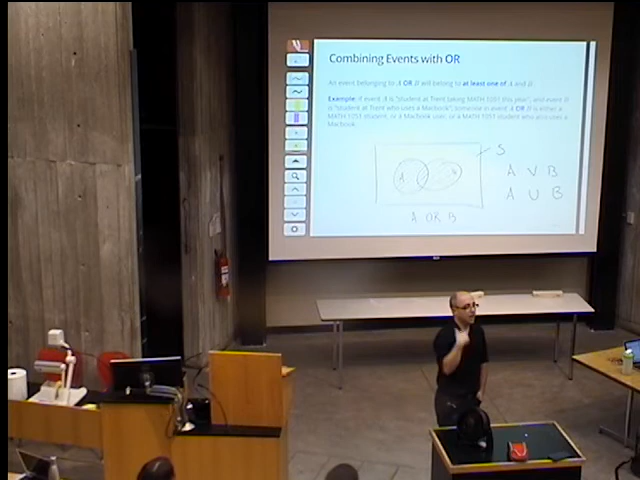 Combining Events with OR
An event belonging to A OR B will belong to at least one of A and B.
Example: if event A is "student at Trent taking MATH 1051 this year", and event B
is "student at Trent who uses a Macbook", someone in event A OR B is either a
MATH 1051 student, or a Macbook user, or a MATH 1051 student who also uses a
Macbook.
S
A
A ∨ B
A ∪ B
A OR B